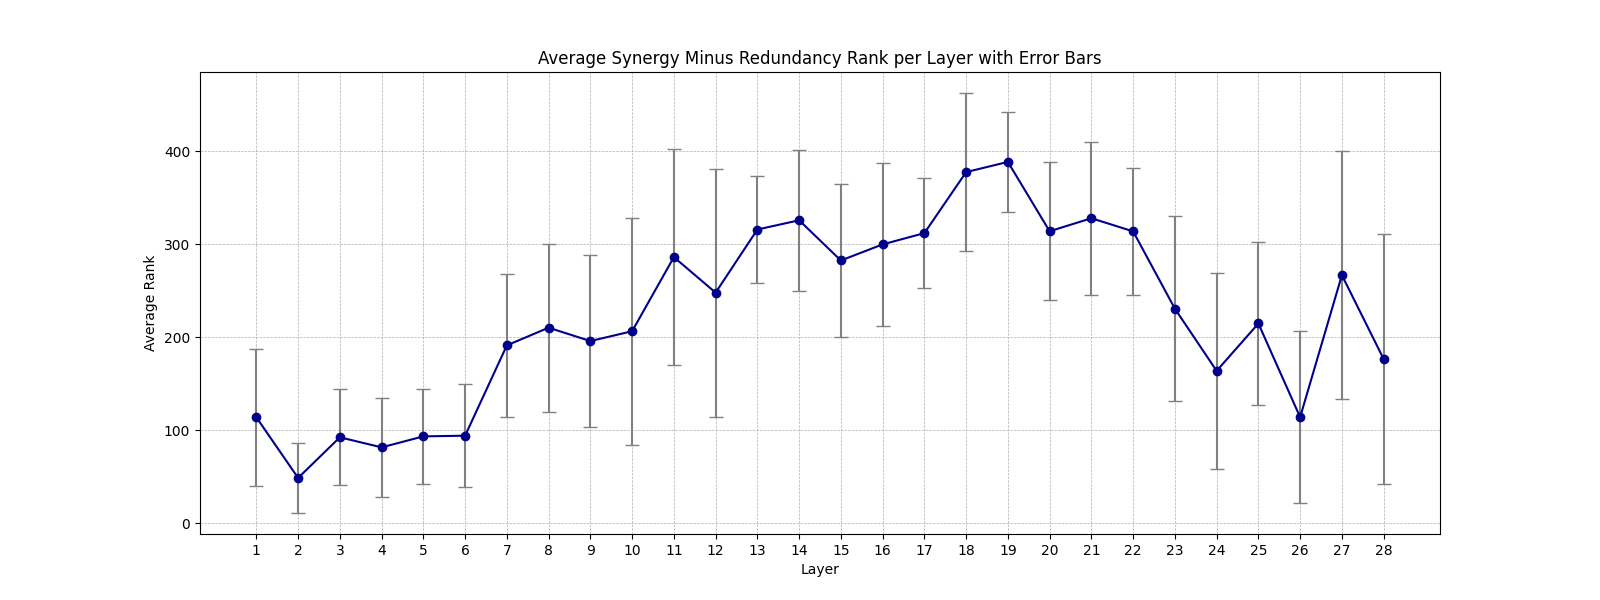 Average Synergy Minus Redundancy Rank per Layer with Error Bars
Average Rank
400
300
200
100
0
1 2 3 4 5 6 7 8 9 10 11 12 13 14 15 16 17 18 19 20 21 22 23 24 25 26 27 28
Layer